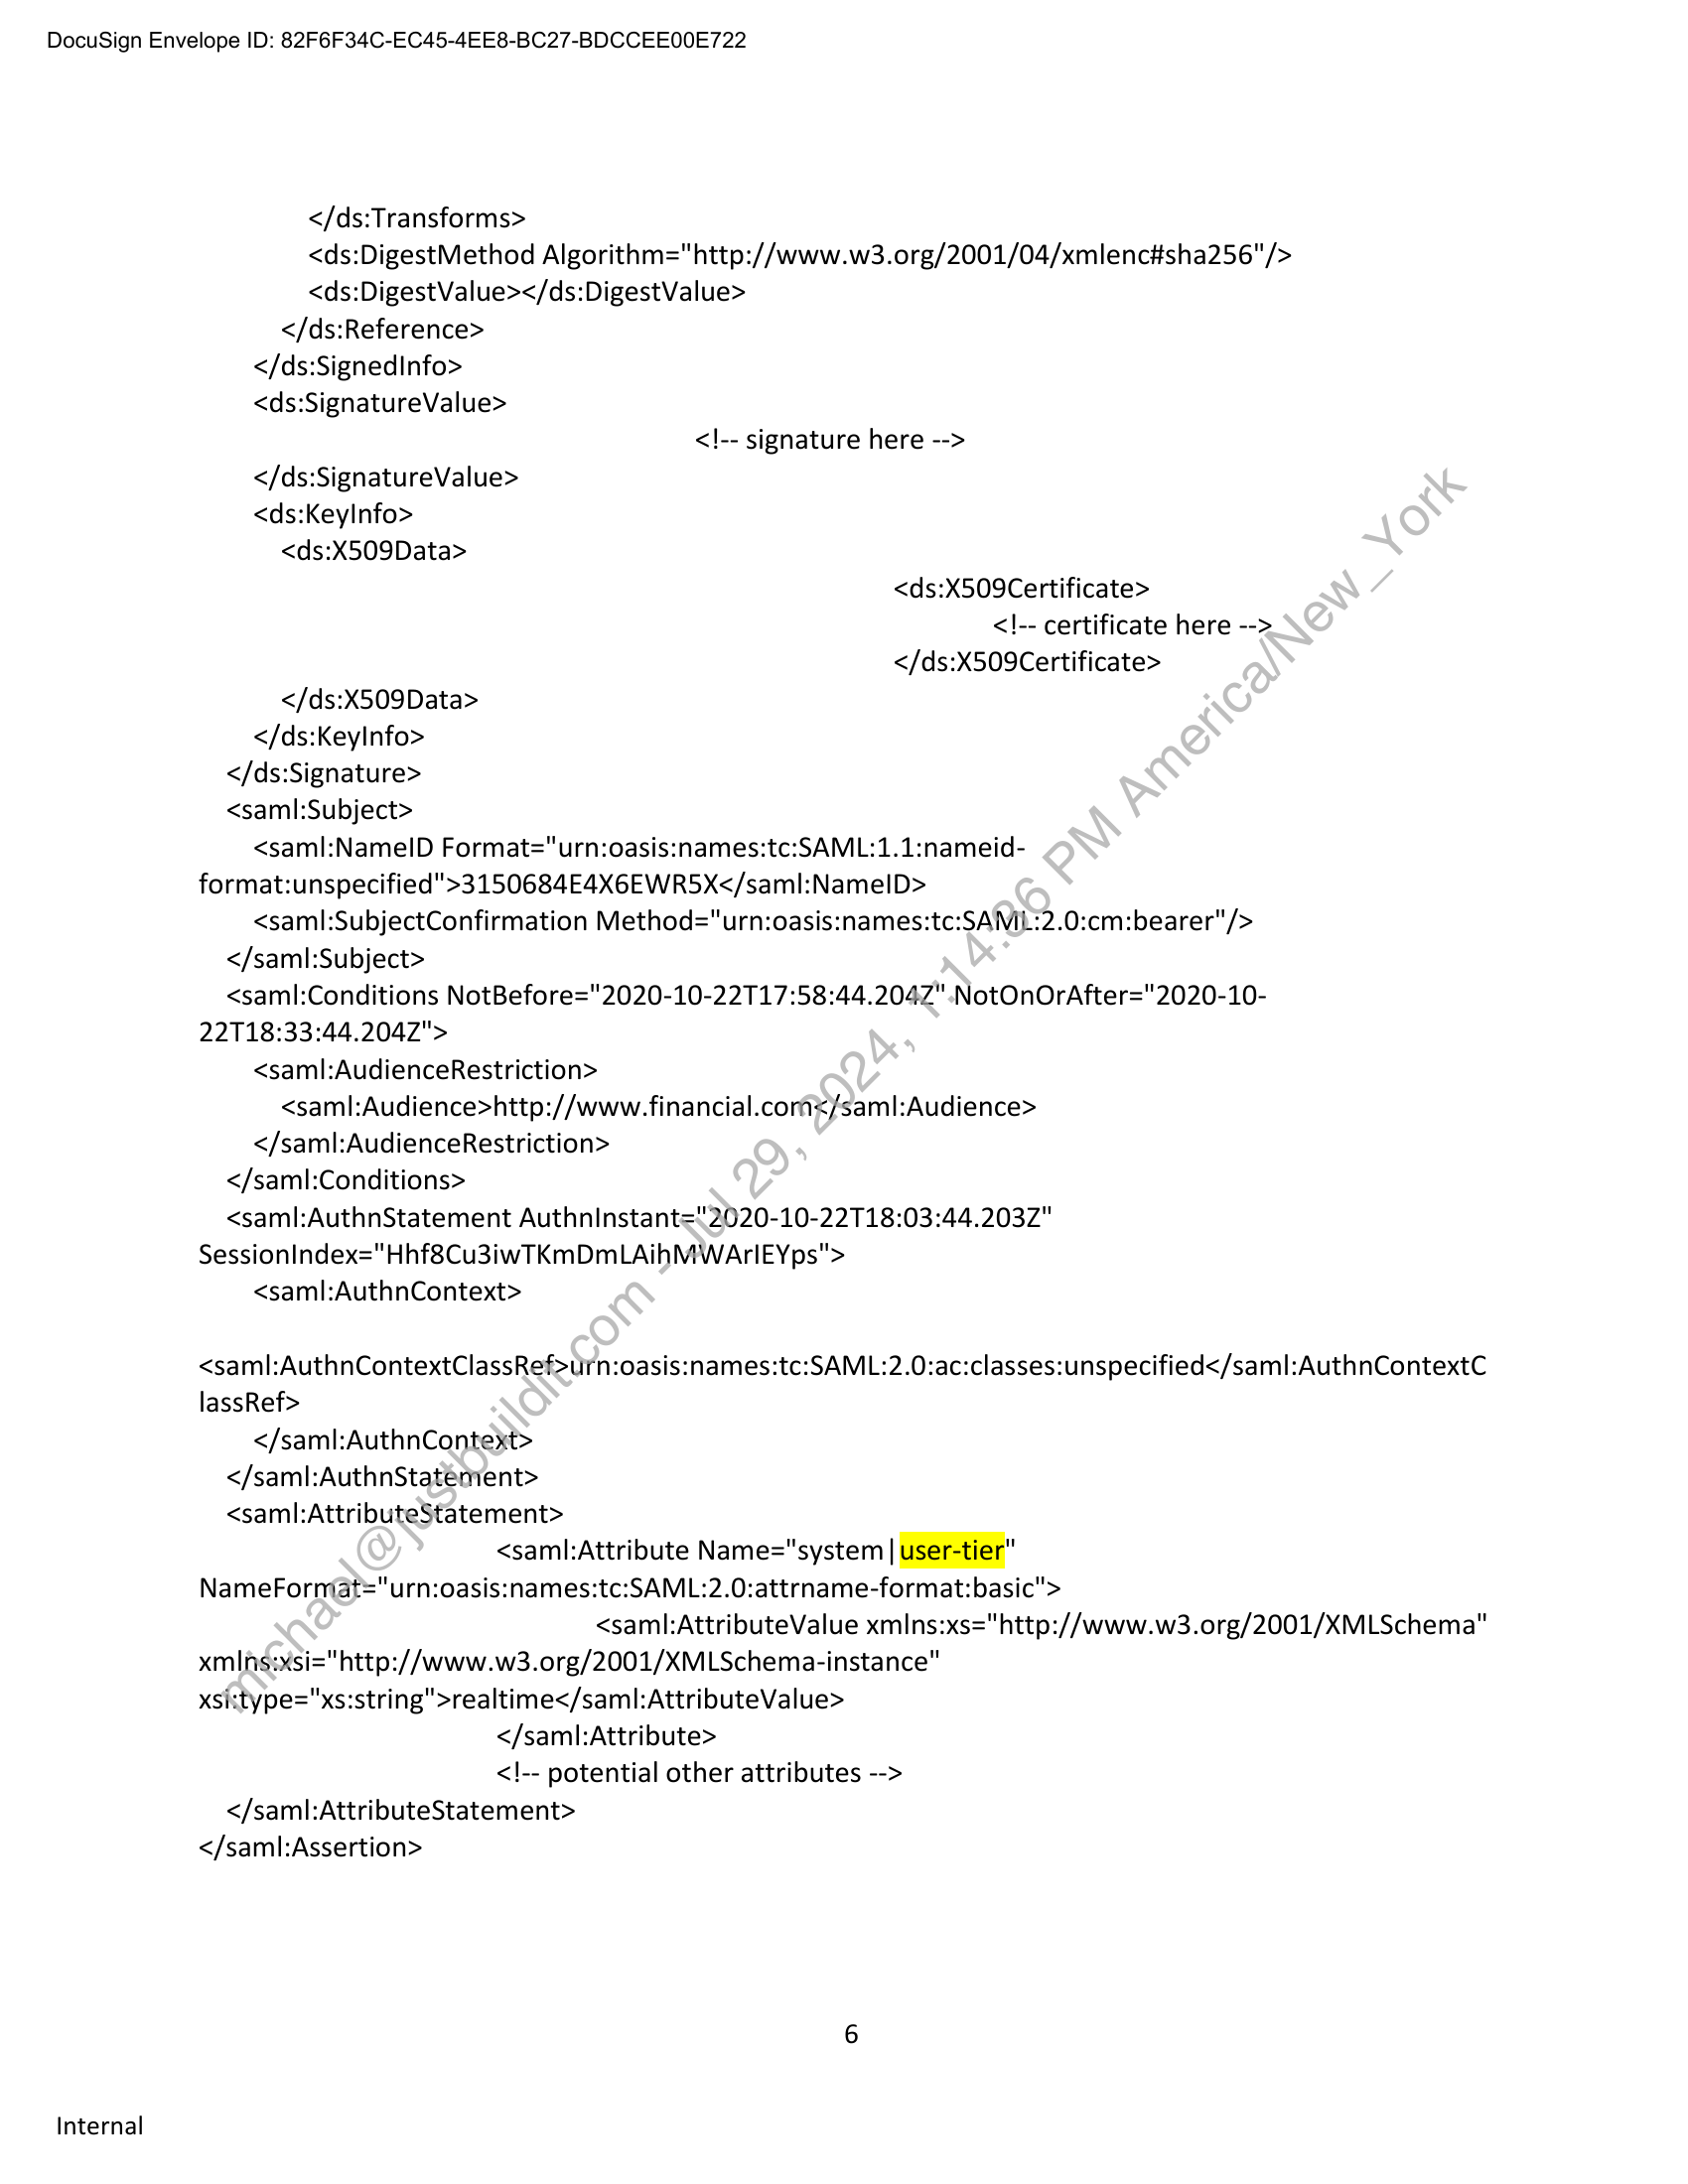 DocuSign Envelope ID: 82F6F34C-EC45-4EE8-BC27-BDCCEE00E722
</ds:Transforms>
<ds:DigestMethod Algorithm="http://www.w3.org/2001/04/xmlenc#sha256"/>
<ds:DigestValue></ds:DigestValue>
</ds:Reference>
</ds:SignedInfo>
<ds:SignatureValue>
<!-- signature here -->
</ds:SignatureValue>
<ds:KeyInfo>
<ds:X509Data>
<ds:X509Certificate>
<!-- certificate here -->
</ds:X509Certificate>
</ds:X509Data>
</ds:KeyInfo>
</ds:Signature>
<saml:Subject>
<saml:NameID Format="urn:oasis:names:tc:SAML:1.1:nameid-
format:unspecified">3150684E4X6EWR5X</saml:NameID>
<saml:SubjectConfirmation Method="urn:oasis:names:tc:SAML:2.0:cm:bearer"/>
</saml:Subject>
<saml:Conditions NotBefore="2020-10-22T17:58:44.204Z" NotOnOrAfter="2020-10-
22T18:33:44.204Z">
<saml:AudienceRestriction>
<saml:Audience>http://www.financial.com</saml:Audience>
</saml:AudienceRestriction>
</saml:Conditions>
<saml:AuthnStatement AuthnInstant="2020-10-22T18:03:44.203Z"
SessionIndex="Hhf8Cu3iwTKmDmLAihMWArIEYps">
<saml:AuthnContext>
<saml:AuthnContextClassRef>urn:oasis:names:tc:SAML:2.0:ac:classes:unspecified</saml:AuthnContextC
lassRef>
</saml:AuthnContext>
</saml:AuthnStatement>
<saml:AttributeStatement>
<saml:Attribute Name="system|user-tier"
NameFormat="urn:oasis:names:tc:SAML:2.0:attrname-format:basic">
<saml:AttributeValue xmlns:xs="http://www.w3.org/2001/XMLSchema"
xmlns:xsi="http://www.w3.org/2001/XMLSchema-instance"
xsi:type="xs:string">realtime</saml:AttributeValue>
</saml:Attribute>
<!-- potential other attributes -->
</saml:AttributeStatement>
</saml:Assertion>
michael@justbuildit.com - Jul 29, 2024, 1:14:36 PM America/New_York
6
Internal